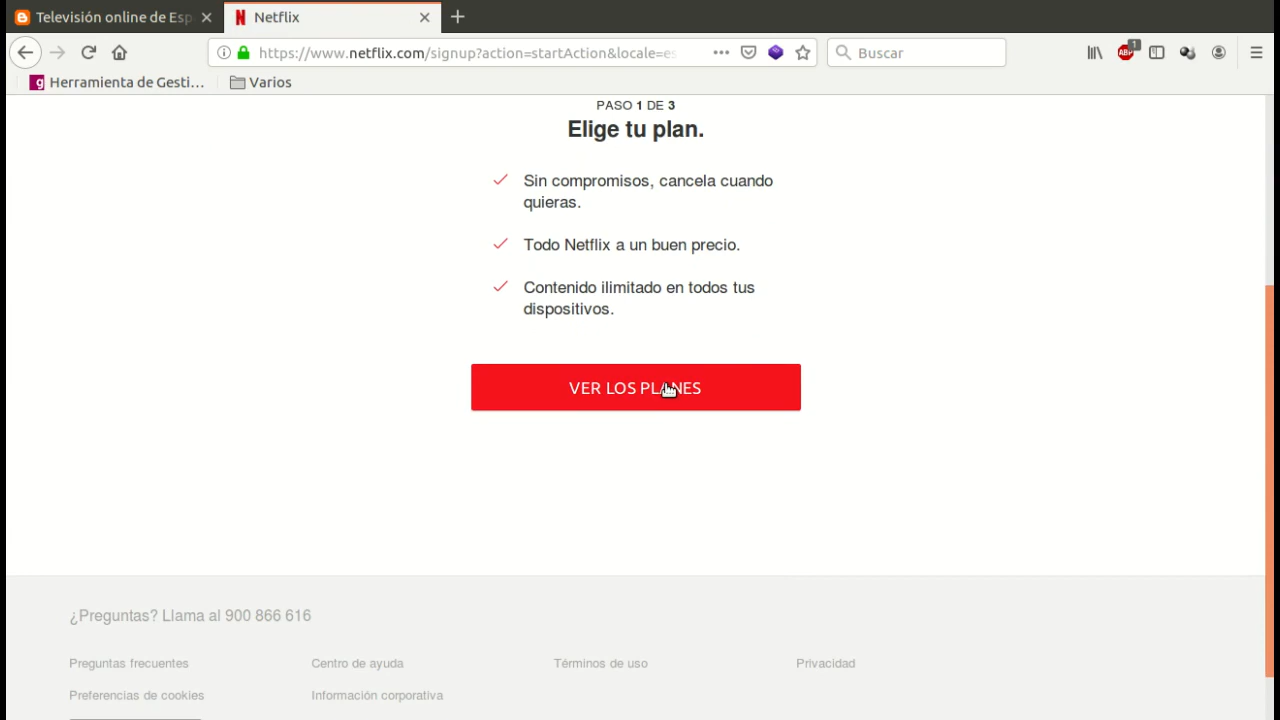 Televisión online de Esp
Netflix
https://www.netflix.com/signup?action=startAction&locale=es
Buscar
ABP
1
Herramienta de Gesti...
Varios
PASO 1 DE 3
Elige tu plan.
Sin compromisos, cancela cuando
quieras.
Todo Netflix a un buen precio.
Contenido ilimitado en todos tus
dispositivos.
VER LOS PLANES
¿Preguntas? Llama al 900 866 616
Preguntas frecuentes
Centro de ayuda
Términos de uso
Privacidad
Preferencias de cookies
Información corporativa